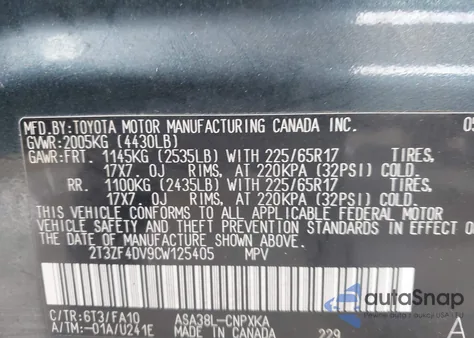 MFD.BY:TOYOTA MOTOR MANUFACTURING CANADA INC. 05
GVWR:2005KG (4430LB)
GAWR:FRT. 1145KG (2535LB) WITH 225/65R17 TIRES,
17X7. 0J RIMS, AT 220KPA (32PSI) COLD.
RR. 1100KG (2435LB) WITH 225/65R17 TIRES,
17X7. 0J RIMS, AT 220KPA (32PSI) COLD.
THIS VEHICLE CONFORMS TO ALL APPLICABLE FEDERAL MOTOR
VEHICLE SAFETY AND THEFT PREVENTION STANDARDS IN EFFECT O
THE DATE OF MANUFACTURE SHOWN ABOVE.
2T3ZF4DV9CW125405 MPV
C/TR:6T3/FA10 ASA38L-CNPXKA
A/TM:-01A/U241E MADE IN CANADA 229 A
autoSnap